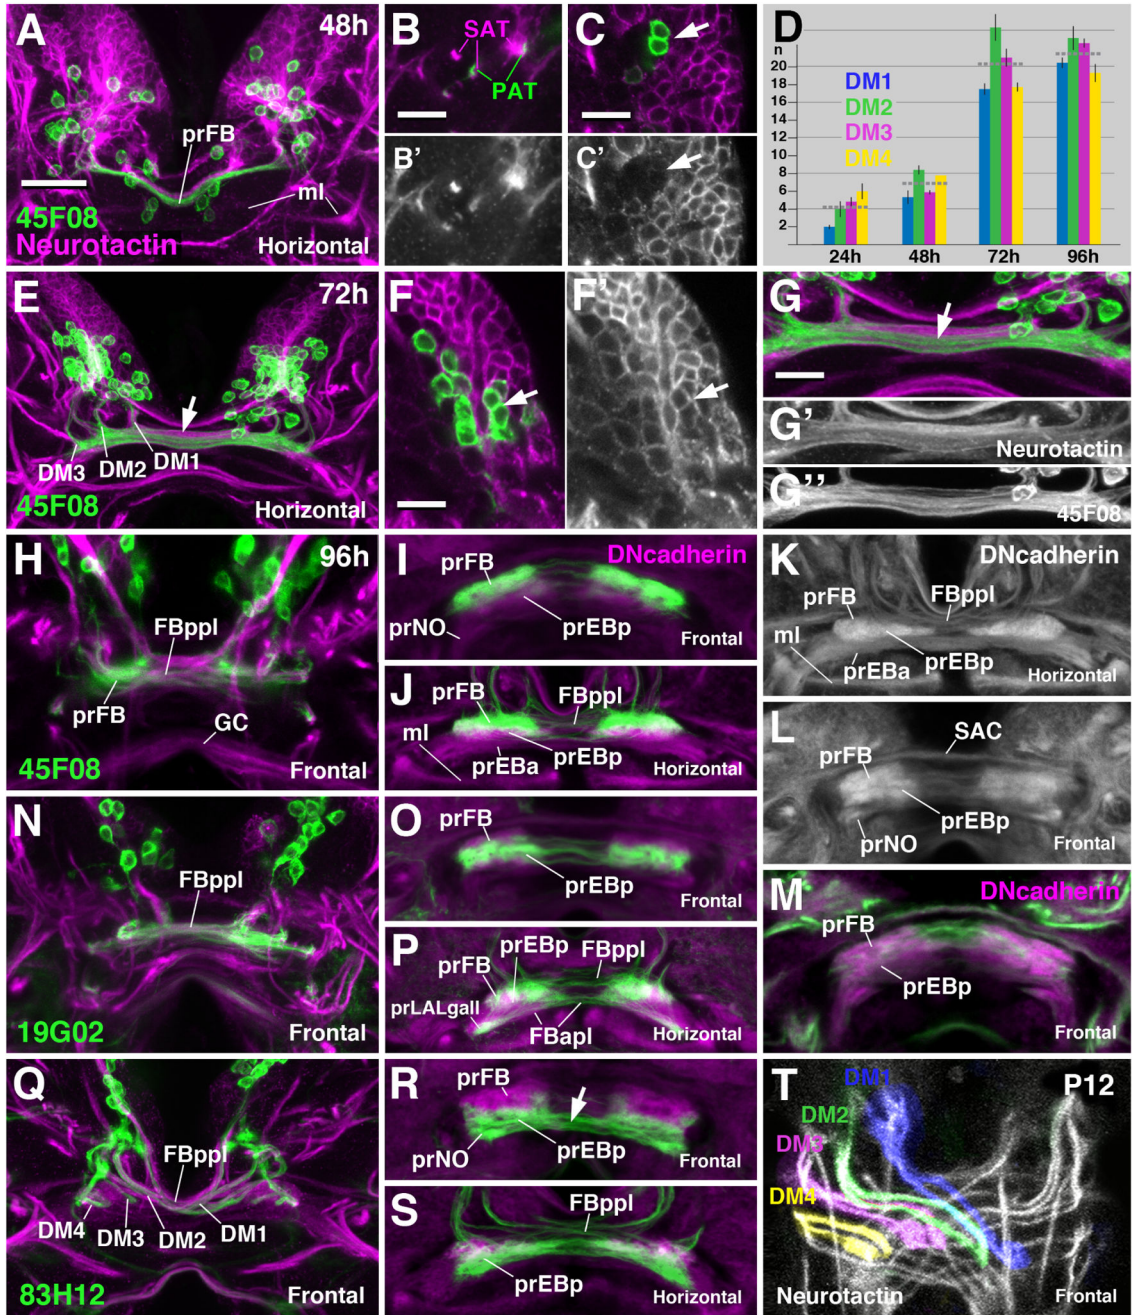 A
48h
prFB
ml
45F08
Neurotactin
Horizontal
B
SAT
PAT
B'
C
C'
D
n
20
18
16
14
12
10
8
6
4
2
DM1
DM2
DM3
DM4
24h
48h
72h
96h
E
72h
DM3
DM2
DM1
45F08
Horizontal
F
F'
G
G'
Neurotactin
G''
45F08
H
96h
FBppl
prFB
GC
45F08
Frontal
I
DNcadherin
prFB
prEBp
prNO
Frontal
J
prFB
FBppl
ml
prEBa
prEBp
Horizontal
K
DNcadherin
prFB
FBppl
ml
prEBa
prEBp
Horizontal
L
SAC
prFB
prEBp
prNO
Frontal
M
DNcadherin
prFB
prEBp
Frontal
N
FBppl
19G02
Frontal
O
prFB
prEBp
Frontal
P
prEBp
FBppl
prFB
prLALgall
FBapl
Horizontal
Q
FBppl
DM4
DM3
DM2
DM1
83H12
Frontal
R
prFB
prEBp
prNO
Frontal
S
FBppl
prEBp
Horizontal
T
DM1
P12
DM2
DM3
DM4
Neurotactin
Frontal